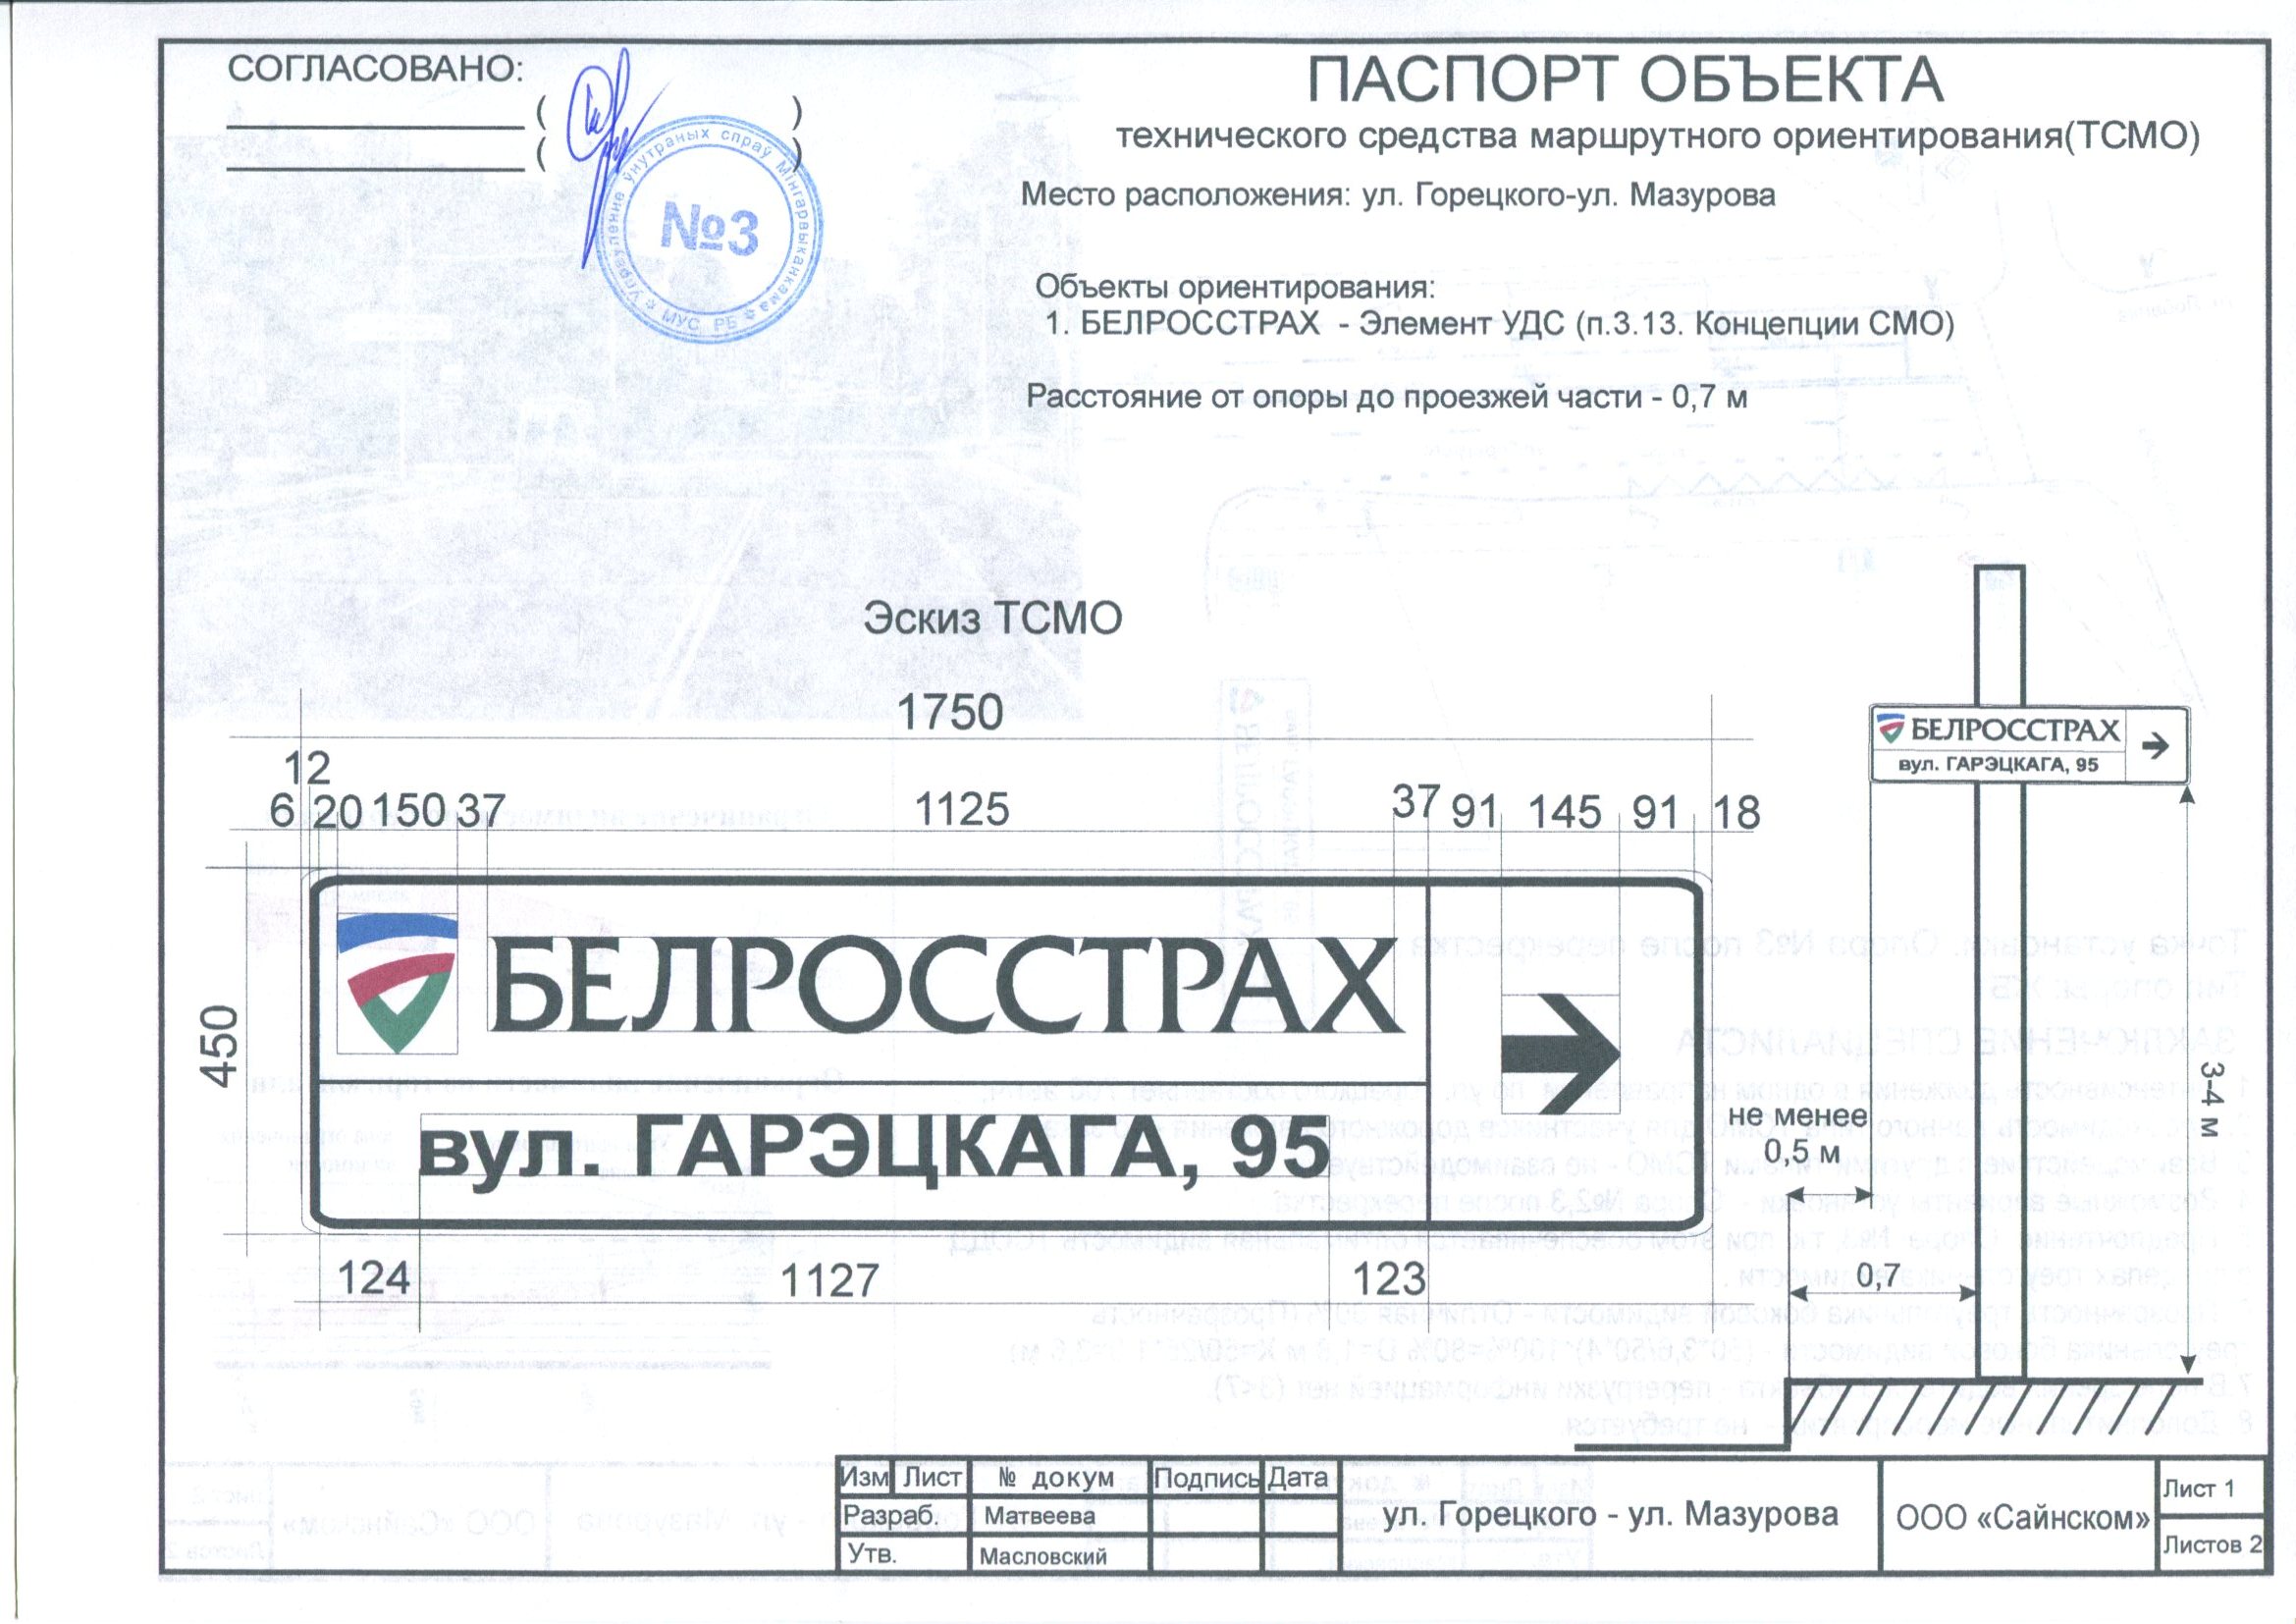 СОГЛАСОВАНО:
( )
( )
Упраўленне ўнутраных спраў Мінгарвыканкама
МУС РБ
№3
ПАСПОРТ ОБЪЕКТА
технического средства маршрутного ориентирования(ТСМО)
Место расположения: ул. Горецкого-ул. Мазурова
Объекты ориентирования:
1. БЕЛРОССТРАХ - Элемент УДС (п.3.13. Концепции СМО)
Расстояние от опоры до проезжей части - 0,7 м
Эскиз ТСМО
1750
12
6 20 150 37 1125 37 91 145 91 18
450
БЕЛРОССТРАХ
вул. ГАРЭЦКАГА, 95
124 1127 123
БЕЛРОССТРАХ
вул. ГАРЭЦКАГА, 95
3-4 м
не менее
0,5 м
0,7
Изм Лист № докум Подпись Дата
Разраб. Матвеева
Утв. Масловский
ул. Горецкого - ул. Мазурова
ООО «Сайнском»
Лист 1
Листов 2